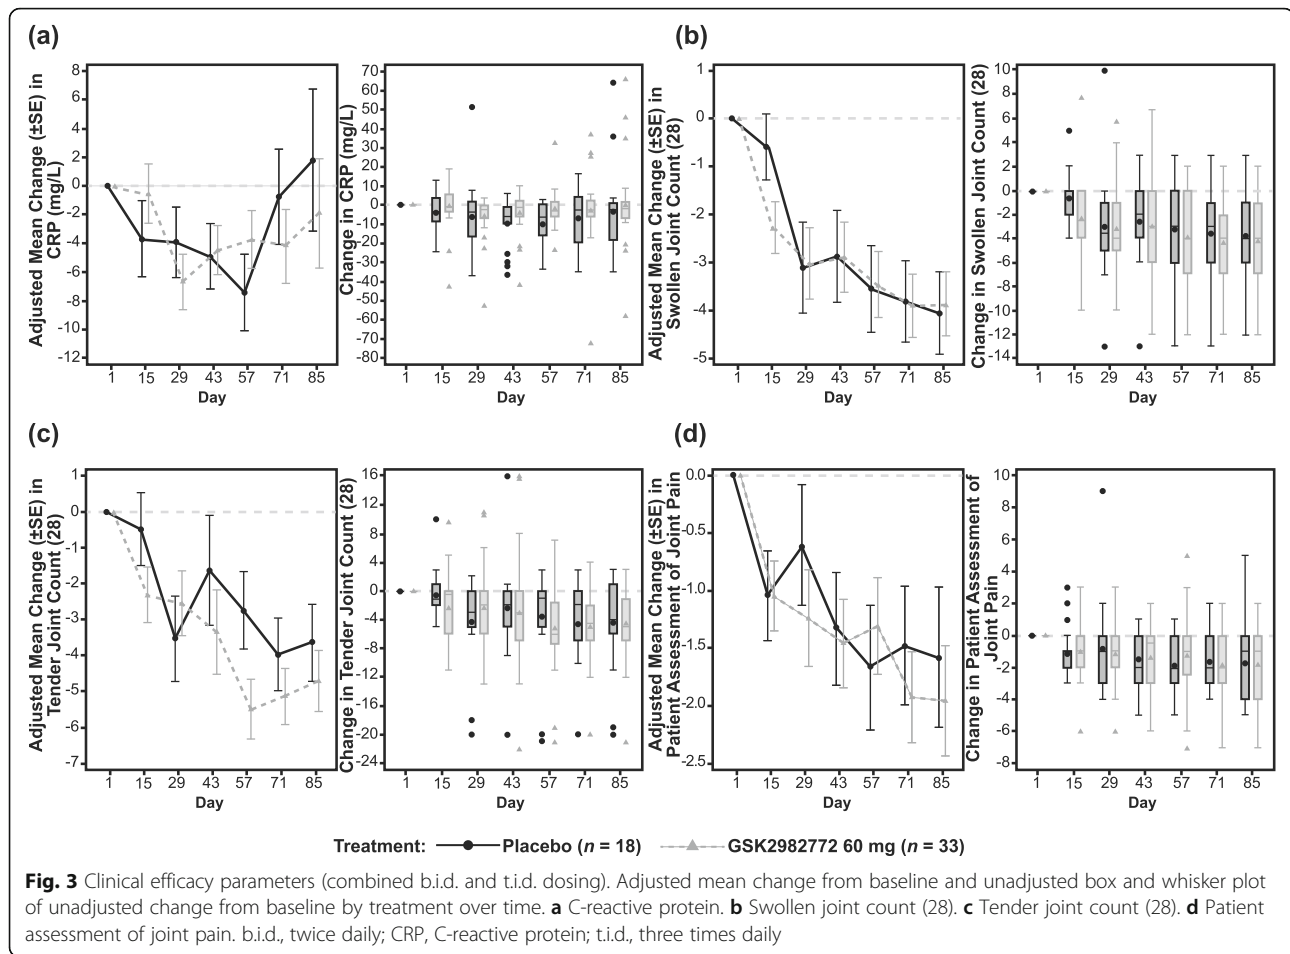 (a)
Adjusted Mean Change (±SE) in
CRP (mg/L)
8
6
4
2
0
-2
-4
-6
-8
-10
-12
1 15 29 43 57 71 85
Day
Change in CRP (mg/L)
70
60
50
40
30
20
10
0
-10
-20
-30
-40
-50
-60
-70
-80
1 15 29 43 57 71 85
Day
(b)
Adjusted Mean Change (±SE) in
Swollen Joint Count (28)
1
0
-1
-2
-3
-4
-5
1 15 29 43 57 71 85
Day
Change in Swollen Joint Count (28)
10
8
6
4
2
0
-2
-4
-6
-8
-10
-12
-14
1 15 29 43 57 71 85
Day
(c)
Adjusted Mean Change (±SE) in
Tender Joint Count (28)
1
0
-1
-2
-3
-4
-5
-6
-7
1 15 29 43 57 71 85
Day
Change in Tender Joint Count (28)
16
12
8
4
0
-4
-8
-12
-16
-20
-24
1 15 29 43 57 71 85
Day
(d)
Adjusted Mean Change (±SE) in
Patient Assessment of Joint Pain
0.0
-0.5
-1.0
-1.5
-2.0
-2.5
1 15 29 43 57 71 85
Day
Change in Patient Assessment of
Joint Pain
10
8
6
4
2
0
-2
-4
-6
-8
1 15 29 43 57 71 85
Day
Treatment: Placebo (n = 18) GSK2982772 60 mg (n = 33)
Fig. 3 Clinical efficacy parameters (combined b.i.d. and t.i.d. dosing). Adjusted mean change from baseline and unadjusted box and whisker plot
of unadjusted change from baseline by treatment over time. a C-reactive protein. b Swollen joint count (28). c Tender joint count (28). d Patient
assessment of joint pain. b.i.d., twice daily; CRP, C-reactive protein; t.i.d., three times daily